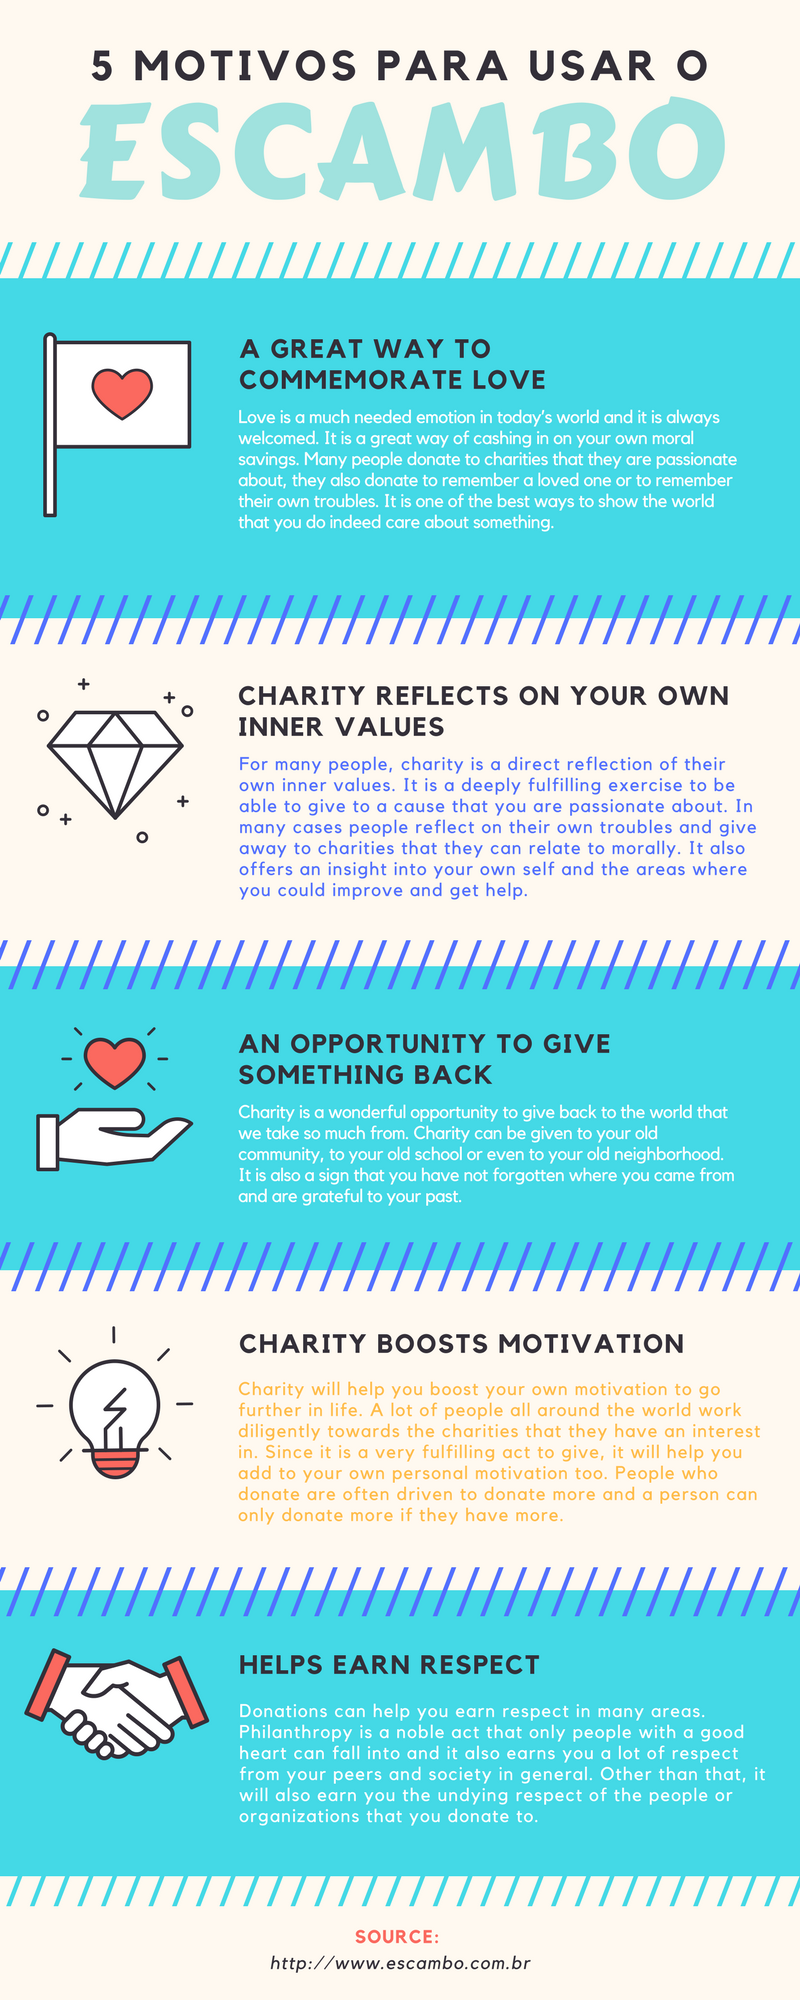 5 MOTIVOS PARA USAR O
ESCAMBO
A GREAT WAY TO
COMMEMORATE LOVE
Love is a much needed emotion in today's world and it is always
welcomed. It is a great way of cashing in on your own moral
savings. Many people donate to charities that they are passionate
about, they also donate to remember a loved one or to remember
their own troubles. It is one of the best ways to show the world
that you do indeed care about something.
CHARITY REFLECTS ON YOUR OWN
INNER VALUES
For many people, charity is a direct reflection of their
own inner values. It is a deeply fulfilling exercise to be
able to give to a cause that you are passionate about. In
many cases people reflect on their own troubles and give
away to charities that they can relate to morally. It also
offers an insight into your own self and the areas where
you could improve and get help.
AN OPPORTUNITY TO GIVE
SOMETHING BACK
Charity is a wonderful opportunity to give back to the world that
we take so much from. Charity can be given to your old
community, to your old school or even to your old neighborhood.
It is also a sign that you have not forgotten where you came from
and are grateful to your past.
CHARITY BOOSTS MOTIVATION
Charity will help you boost your own motivation to go
further in life. A lot of people all around the world work
diligently towards the charities that they have an interest
in. Since it is a very fulfilling act to give, it will help you
add to your own personal motivation too. People who
donate are often driven to donate more and a person can
only donate more if they have more.
HELPS EARN RESPECT
Donations can help you earn respect in many areas.
Philanthropy is a noble act that only people with a good
heart can fall into and it also earns you a lot of respect
from your peers and society in general. Other than that, it
will also earn you the undying respect of the people or
organizations that you donate to.
SOURCE:
http://www.escambo.com.br